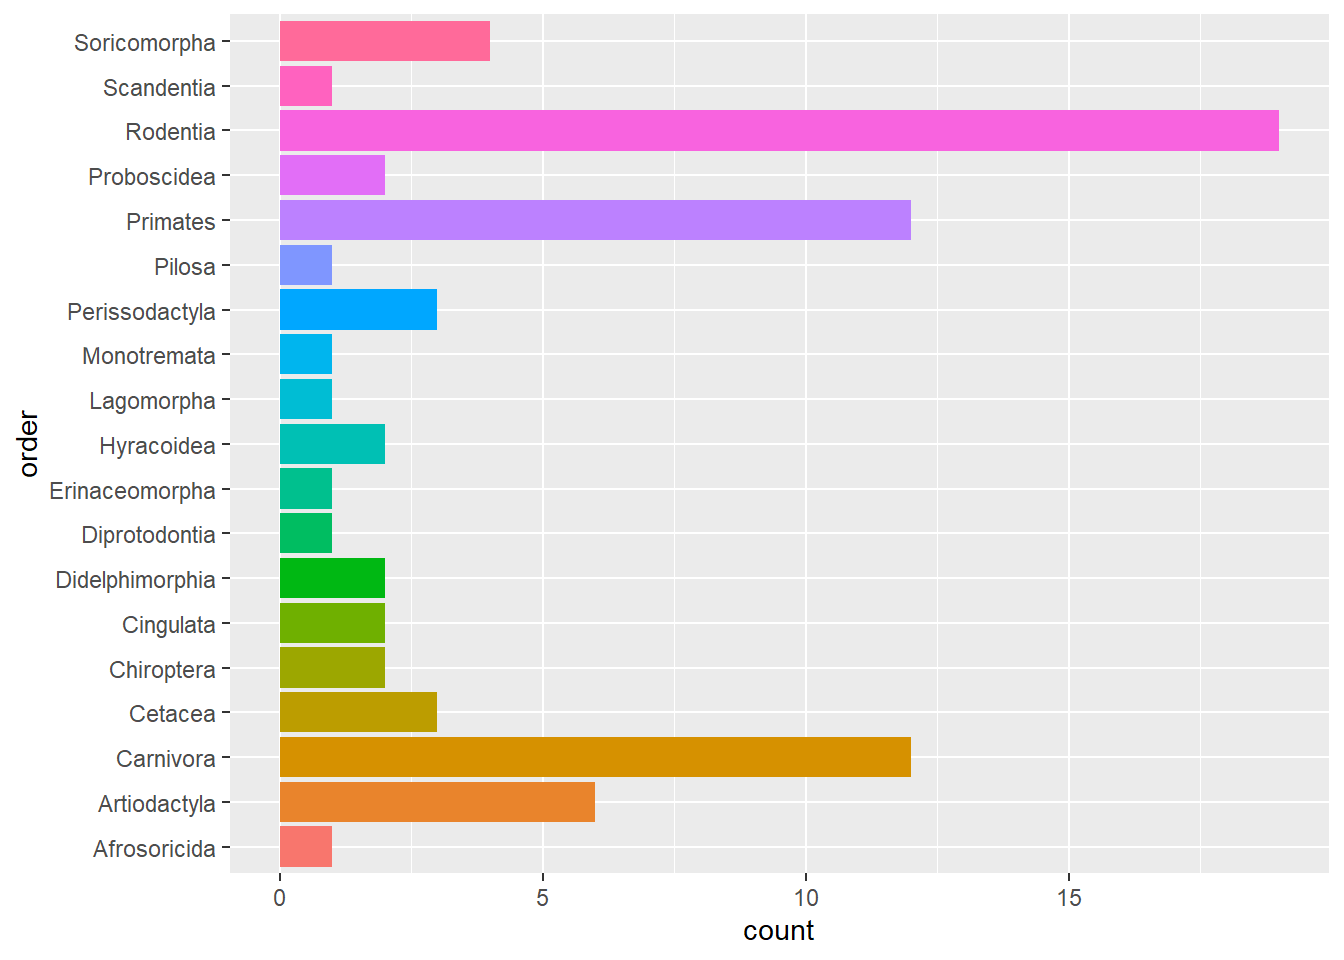 Soricomorpha
Scandentia
Rodentia
Proboscidea
Primates
Pilosa
Perissodactyla
Monotremata
Lagomorpha
Hyracoidea
Erinaceomorpha
Diprotodontia
Didelphimorphia
Cingulata
Chiroptera
Cetacea
Carnivora
Artiodactyla
Afrosoricida
order
0 5 10 15
count